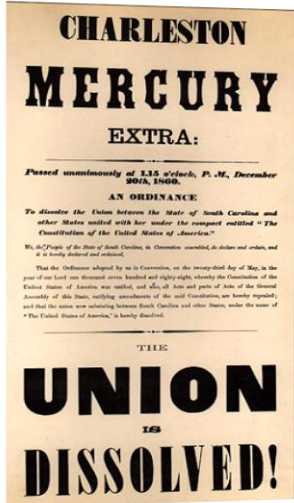 CHARLESTON
MERCURY
EXTRA:
Passed unanimously at 1.15 o'clock, P. M., December
20th, 1860.
AN ORDINANCE
To dissolve the Union between the State of South Carolina and
other States united with her under the compact entitled "The
Constitution of the United States of America."
We, the People of the State of South Carolina, in Convention assembled, do declare and ordain, and
it is hereby declared and ordained,
That the Ordinance adopted by us in Convention, on the twenty-third day of May, in the
year of our Lord one thousand seven hundred and eighty-eight, whereby the Constitution of the
United States of America was ratified, and also, all Acts and parts of Acts of the General
Assembly of this State, ratifying amendments of the said Constitution, are hereby repealed;
and that the union now subsisting between South Carolina and other States, under the name of
"The United States of America," is hereby dissolved.
THE
UNION
IS
DISSOLVED!